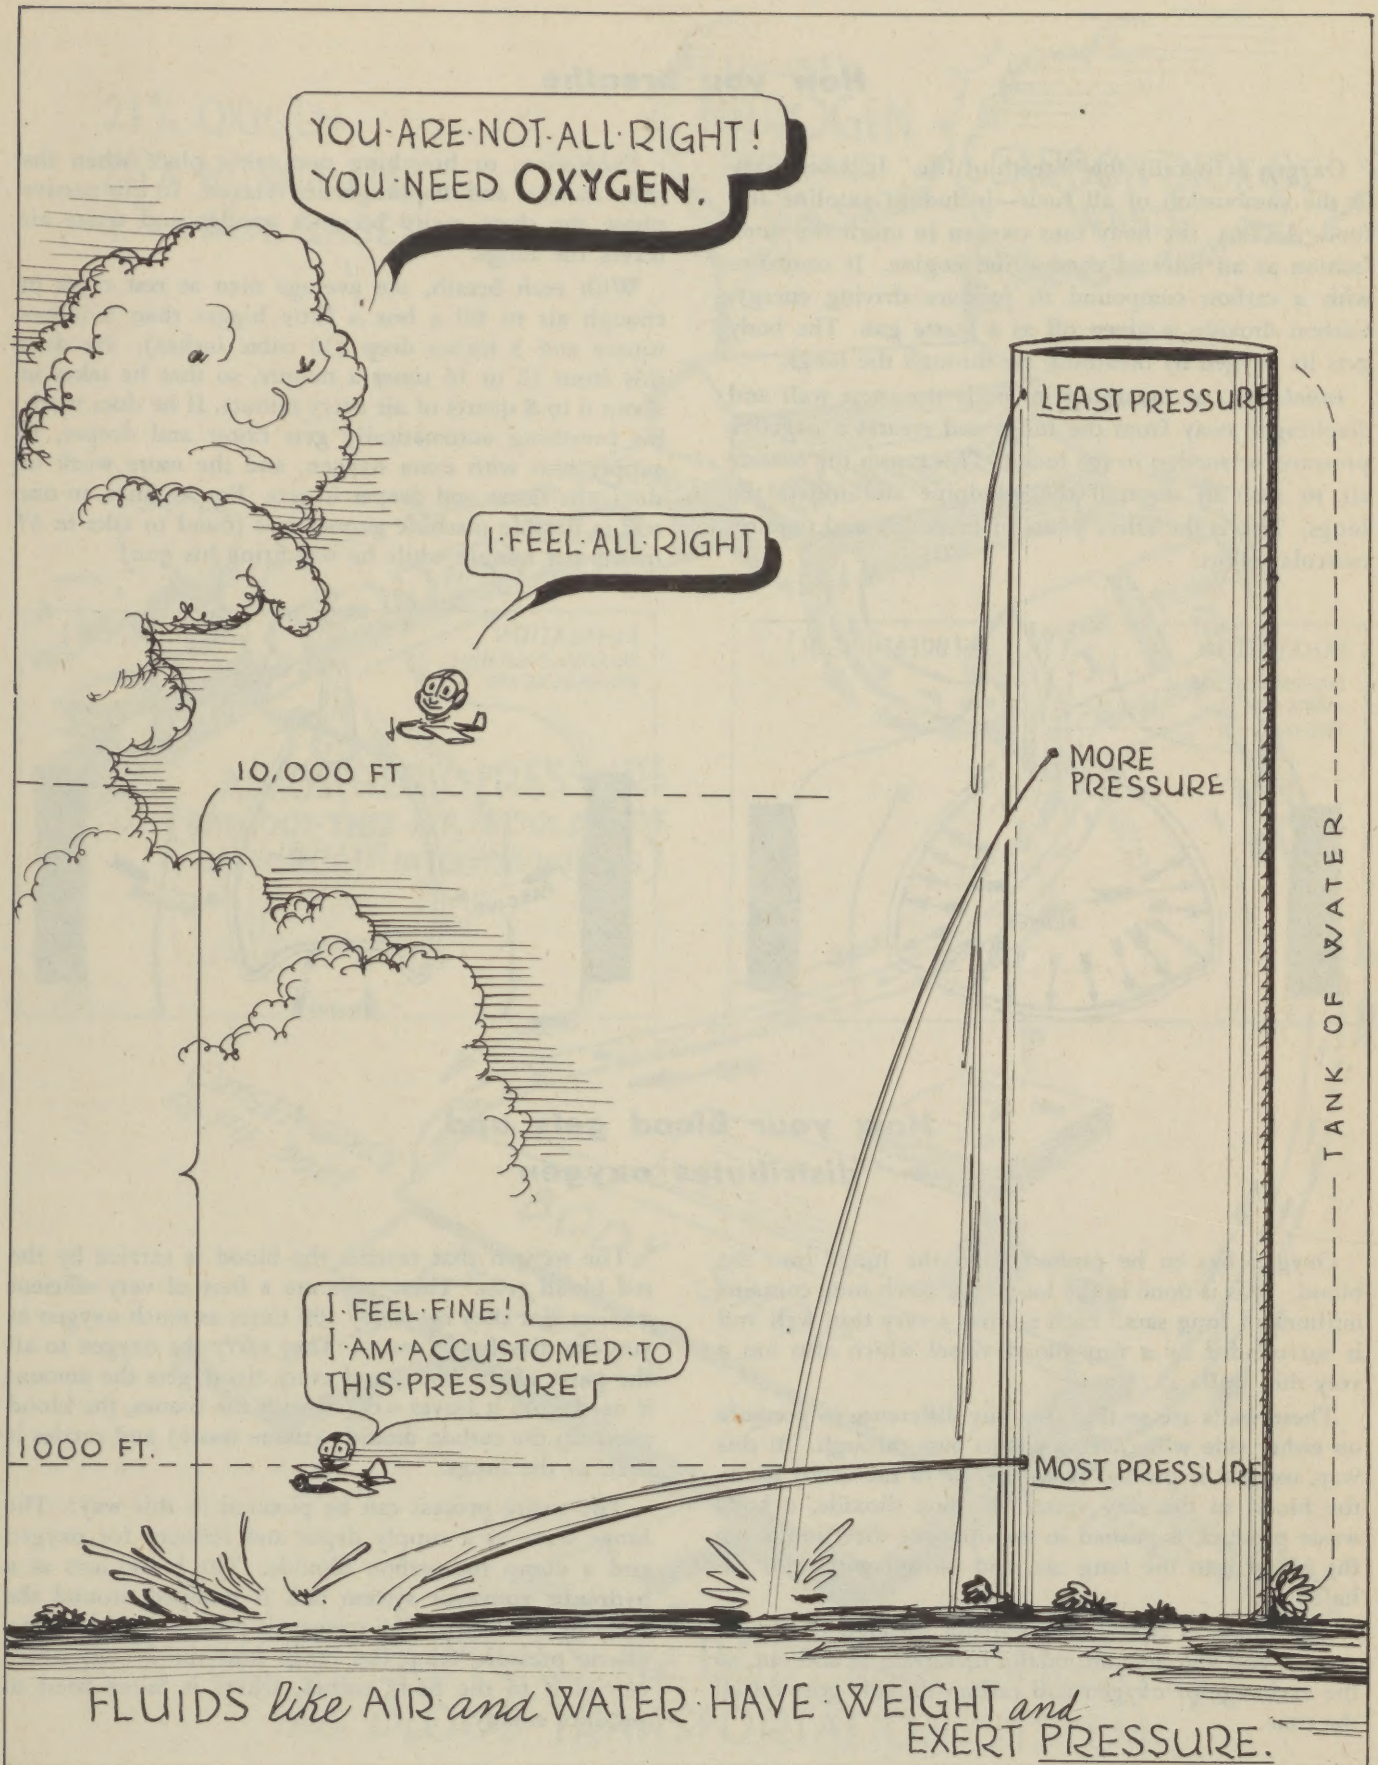 YOU·ARE·NOT·ALL·RIGHT!
YOU·NEED OXYGEN.
LEAST PRESSURE
I·FEEL·ALL·RIGHT
MORE
PRESSURE
10,000 FT
TANK OF WATER
I·FEEL·FINE!
I·AM·ACCUSTOMED·TO
THIS·PRESSURE
1000 FT.
MOST PRESSURE
FLUIDS like AIR and WATER·HAVE·WEIGHT and
EXERT PRESSURE.